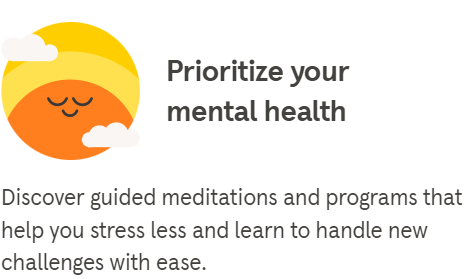 Prioritize your
mental health
Discover guided meditations and programs that
help you stress less and learn to handle new
challenges with ease.